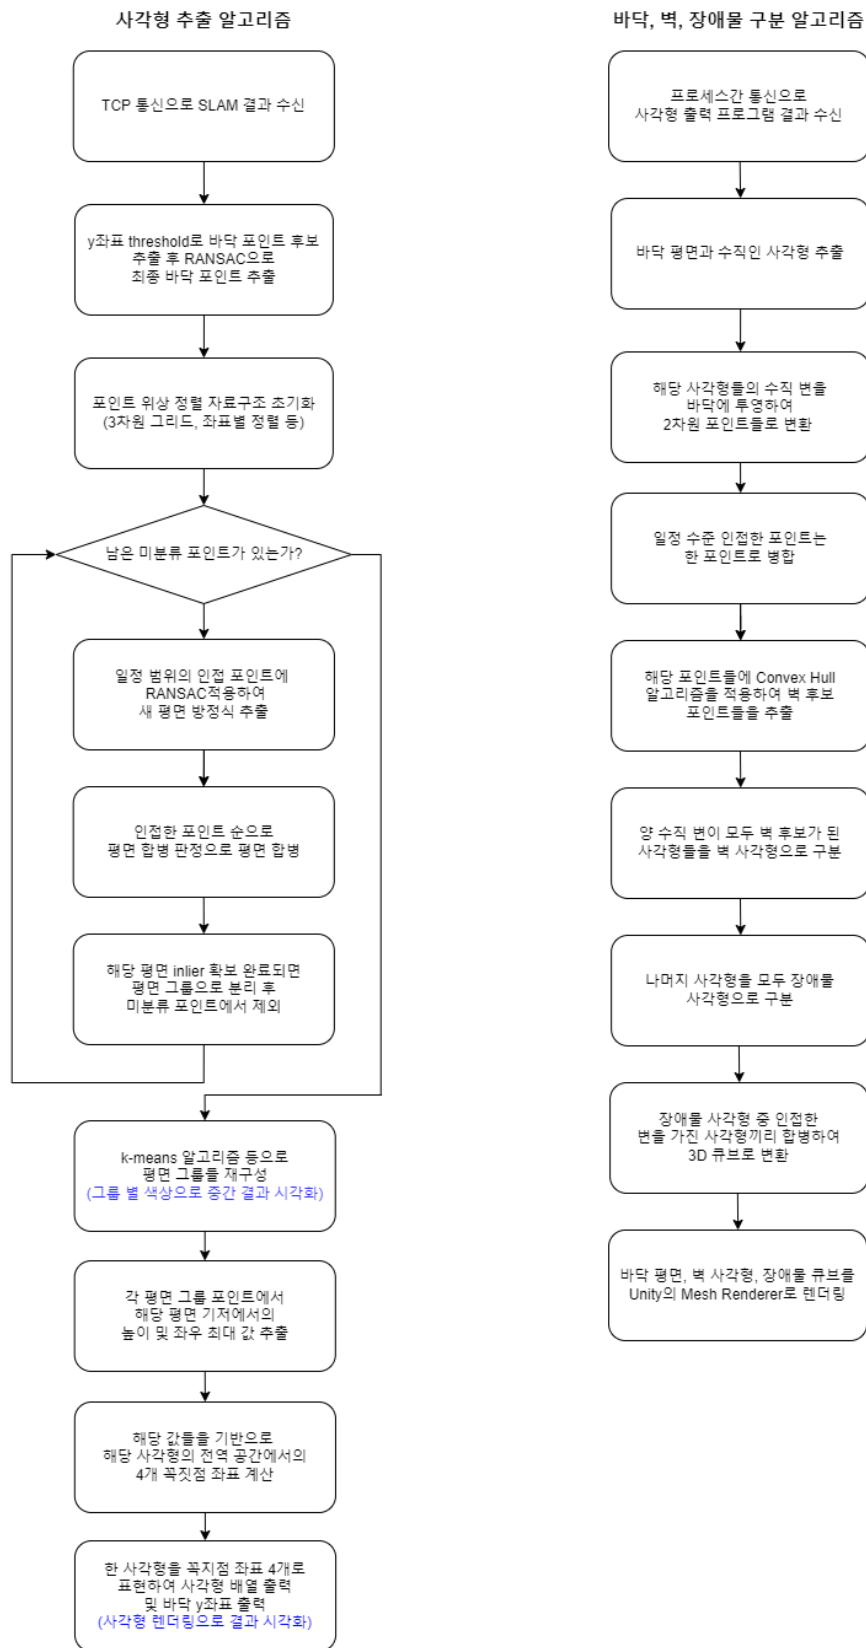 사각형 추출 알고리즘
TCP 통신으로 SLAM 결과 수신
y좌표 threshold로 바닥 포인트 후보
추출 후 RANSAC으로
최종 바닥 포인트 추출
포인트 위상 정렬 자료구조 초기화
(3차원 그리드, 좌표별 정렬 등)
남은 미분류 포인트가 있는가?
일정 범위의 인접 포인트에
RANSAC적용하여
새 평면 방정식 추출
인접한 포인트 순으로
평면 합병 판정으로 평면 합병
해당 평면 inlier 확보 완료되면
평면 그룹으로 분리 후
미분류 포인트에서 제외
k-means 알고리즘 등으로
평면 그룹들 재구성
(그룹 별 색상으로 중간 결과 시각화)
각 평면 그룹 포인트에서
해당 평면 기저에서의
높이 및 좌우 최대 값 추출
해당 값들을 기반으로
해당 사각형의 전역 공간에서의
4개 꼭짓점 좌표 계산
한 사각형을 꼭지점 좌표 4개로
표현하여 사각형 배열 출력
및 바닥 y좌표 출력
(사각형 렌더링으로 결과 시각화)
바닥, 벽, 장애물 구분 알고리즘
프로세스간 통신으로
사각형 출력 프로그램 결과 수신
바닥 평면과 수직인 사각형 추출
해당 사각형들의 수직 변을
바닥에 투영하여
2차원 포인트들로 변환
일정 수준 인접한 포인트는
한 포인트로 병합
해당 포인트들에 Convex Hull
알고리즘을 적용하여 벽 후보
포인트들을 추출
양 수직 변이 모두 벽 후보가 된
사각형들을 벽 사각형으로 구분
나머지 사각형을 모두 장애물
사각형으로 구분
장애물 사각형 중 인접한
변을 가진 사각형끼리 합병하여
3D 큐브로 변환
바닥 평면, 벽 사각형, 장애물 큐브를
Unity의 Mesh Renderer로 렌더링